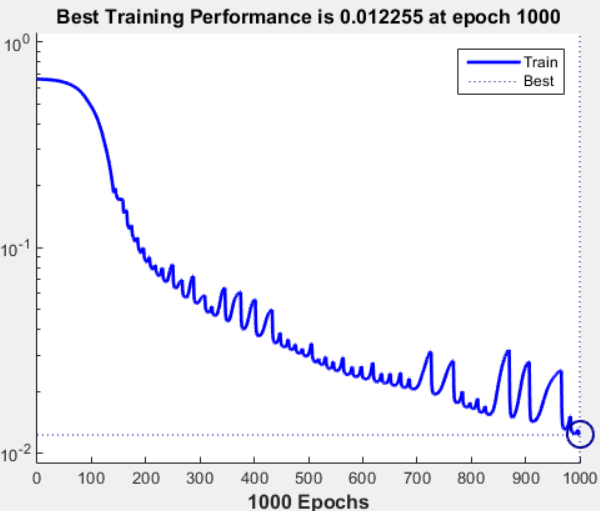 Best Training Performance is 0.012255 at epoch 1000
10⁰
Train
Best
10⁻¹
10⁻²
0 100 200 300 400 500 600 700 800 900 1000
1000 Epochs